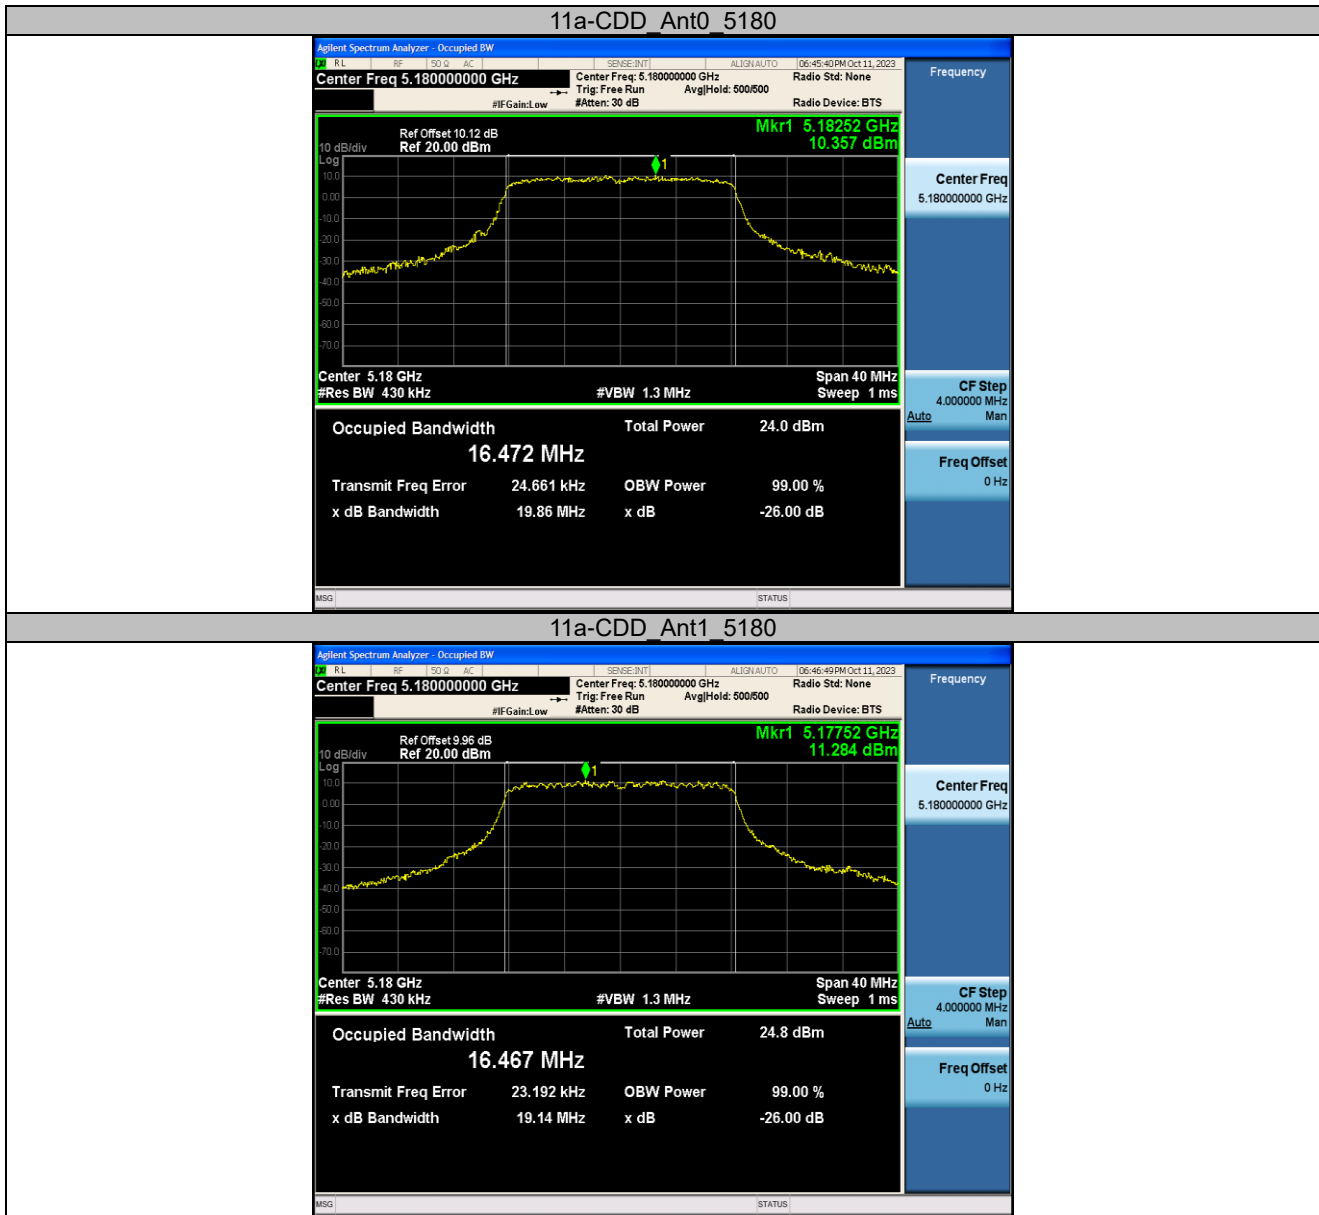 11a-CDD_Ant0_5180
Agilent Spectrum Analyzer - Occupied BW
RL RF 50 Ω AC SENSE:INT ALIGNAUTO 06:45:40PM Oct 11, 2023
Center Freq 5.180000000 GHz
Center Freq: 5.180000000 GHz Radio Std: None
Trig: Free Run Avg|Hold: 500/500
#IFGain:Low #Atten: 30 dB Radio Device: BTS
Frequency
Mkr1 5.18252 GHz
10.357 dBm
Ref Offset 10.12 dB
10 dB/div Ref 20.00 dBm
Log
1
10.0
0.00
-10.0
-20.0
-30.0
-40.0
-50.0
-60.0
-70.0
Center 5.18 GHz Span 40 MHz
#Res BW 430 kHz #VBW 1.3 MHz Sweep 1 ms
Center Freq
5.180000000 GHz
CF Step
4.000000 MHz
Auto Man
Freq Offset
0 Hz
Occupied Bandwidth Total Power 24.0 dBm
16.472 MHz
Transmit Freq Error 24.661 kHz OBW Power 99.00 %
x dB Bandwidth 19.86 MHz x dB -26.00 dB
MSG STATUS
11a-CDD_Ant1_5180
Agilent Spectrum Analyzer - Occupied BW
RL RF 50 Ω AC SENSE:INT ALIGNAUTO 06:46:49PM Oct 11, 2023
Center Freq 5.180000000 GHz
Center Freq: 5.180000000 GHz Radio Std: None
Trig: Free Run Avg|Hold: 500/500
#IFGain:Low #Atten: 30 dB Radio Device: BTS
Frequency
Mkr1 5.17752 GHz
11.284 dBm
Ref Offset 9.96 dB
10 dB/div Ref 20.00 dBm
Log
1
10.0
0.00
-10.0
-20.0
-30.0
-40.0
-50.0
-60.0
-70.0
Center 5.18 GHz Span 40 MHz
#Res BW 430 kHz #VBW 1.3 MHz Sweep 1 ms
Center Freq
5.180000000 GHz
CF Step
4.000000 MHz
Auto Man
Freq Offset
0 Hz
Occupied Bandwidth Total Power 24.8 dBm
16.467 MHz
Transmit Freq Error 23.192 kHz OBW Power 99.00 %
x dB Bandwidth 19.14 MHz x dB -26.00 dB
MSG STATUS